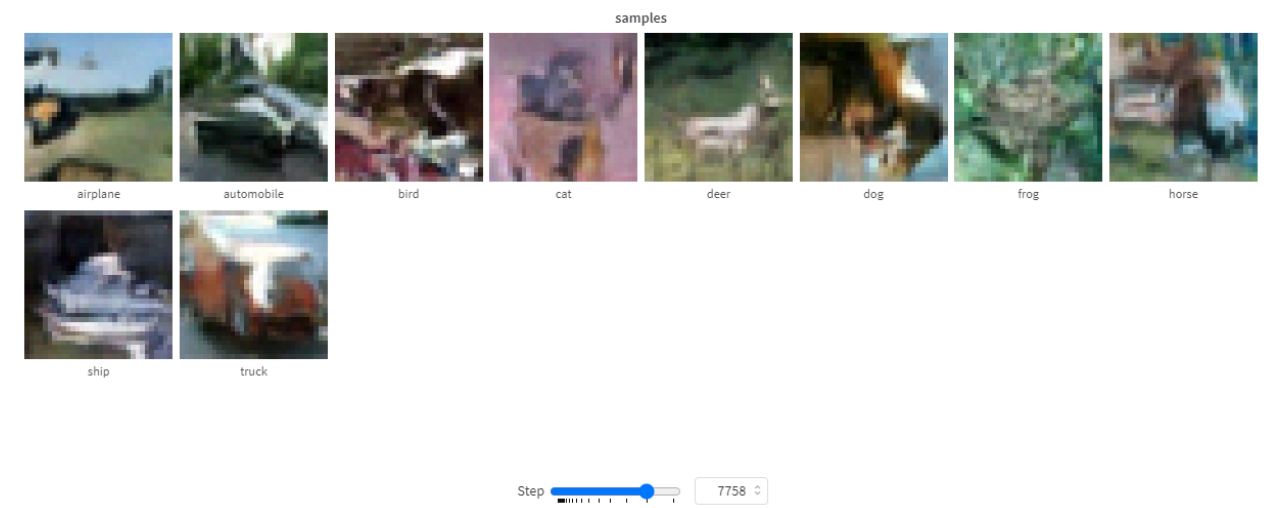 samples
airplane automobile bird cat deer dog frog horse
ship truck
Step 7758